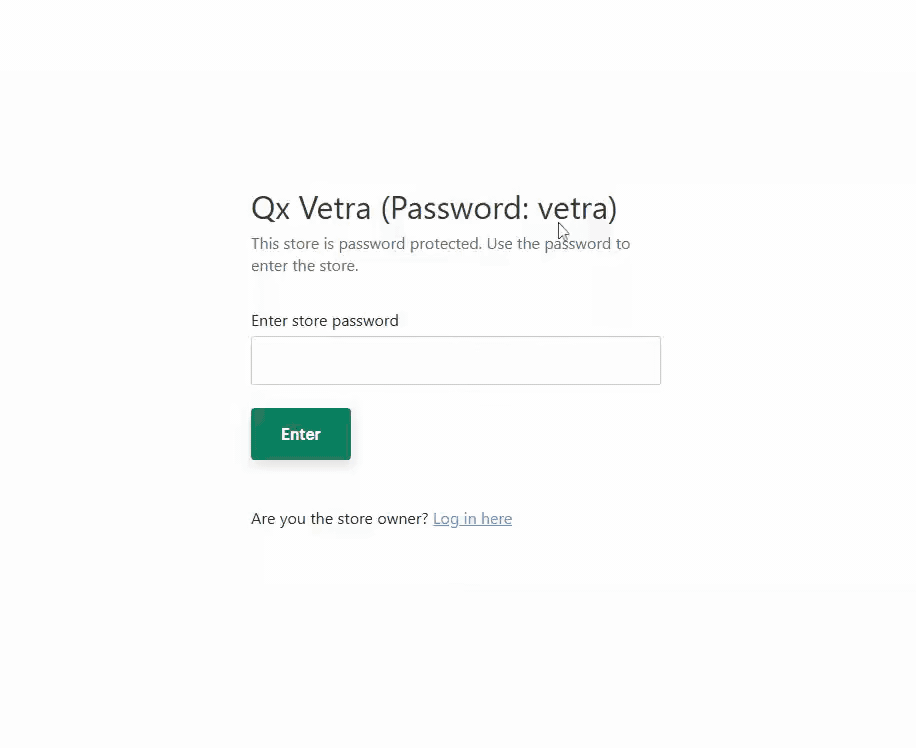 Qx Vetra (Password: vetra)
This store is password protected. Use the password to
enter the store.
Enter store password
Enter
Are you the store owner? Log in here